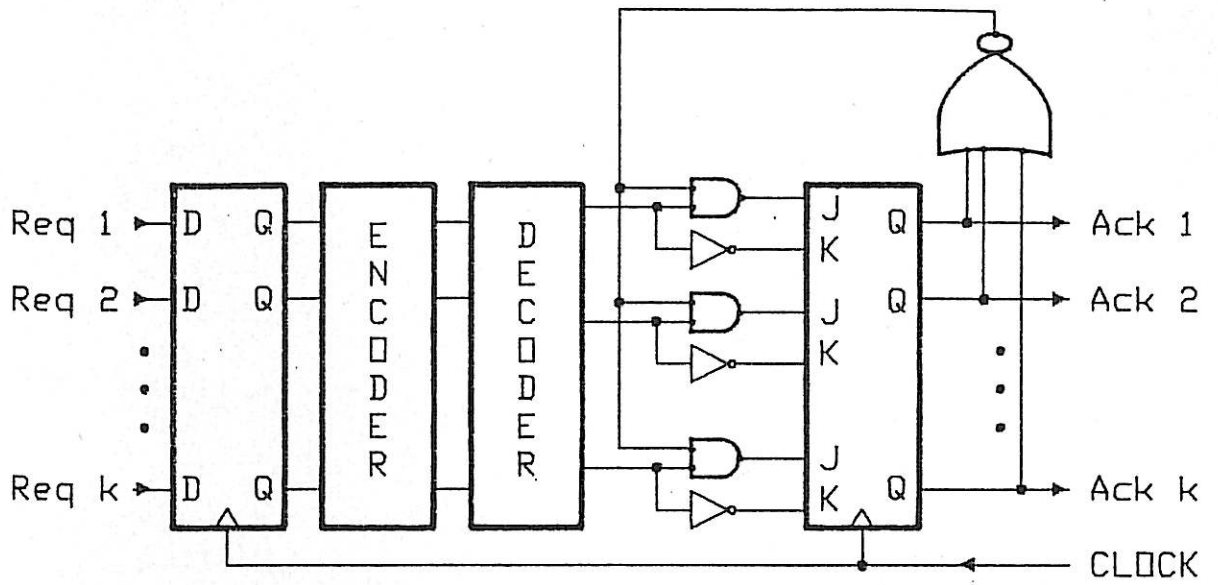 Req 1
D Q
Req 2
D Q
Req k
D Q
ENCODER
DECODER
J
K
Q
J
K
Q
J
K
Q
Ack 1
Ack 2
Ack k
CLOCK